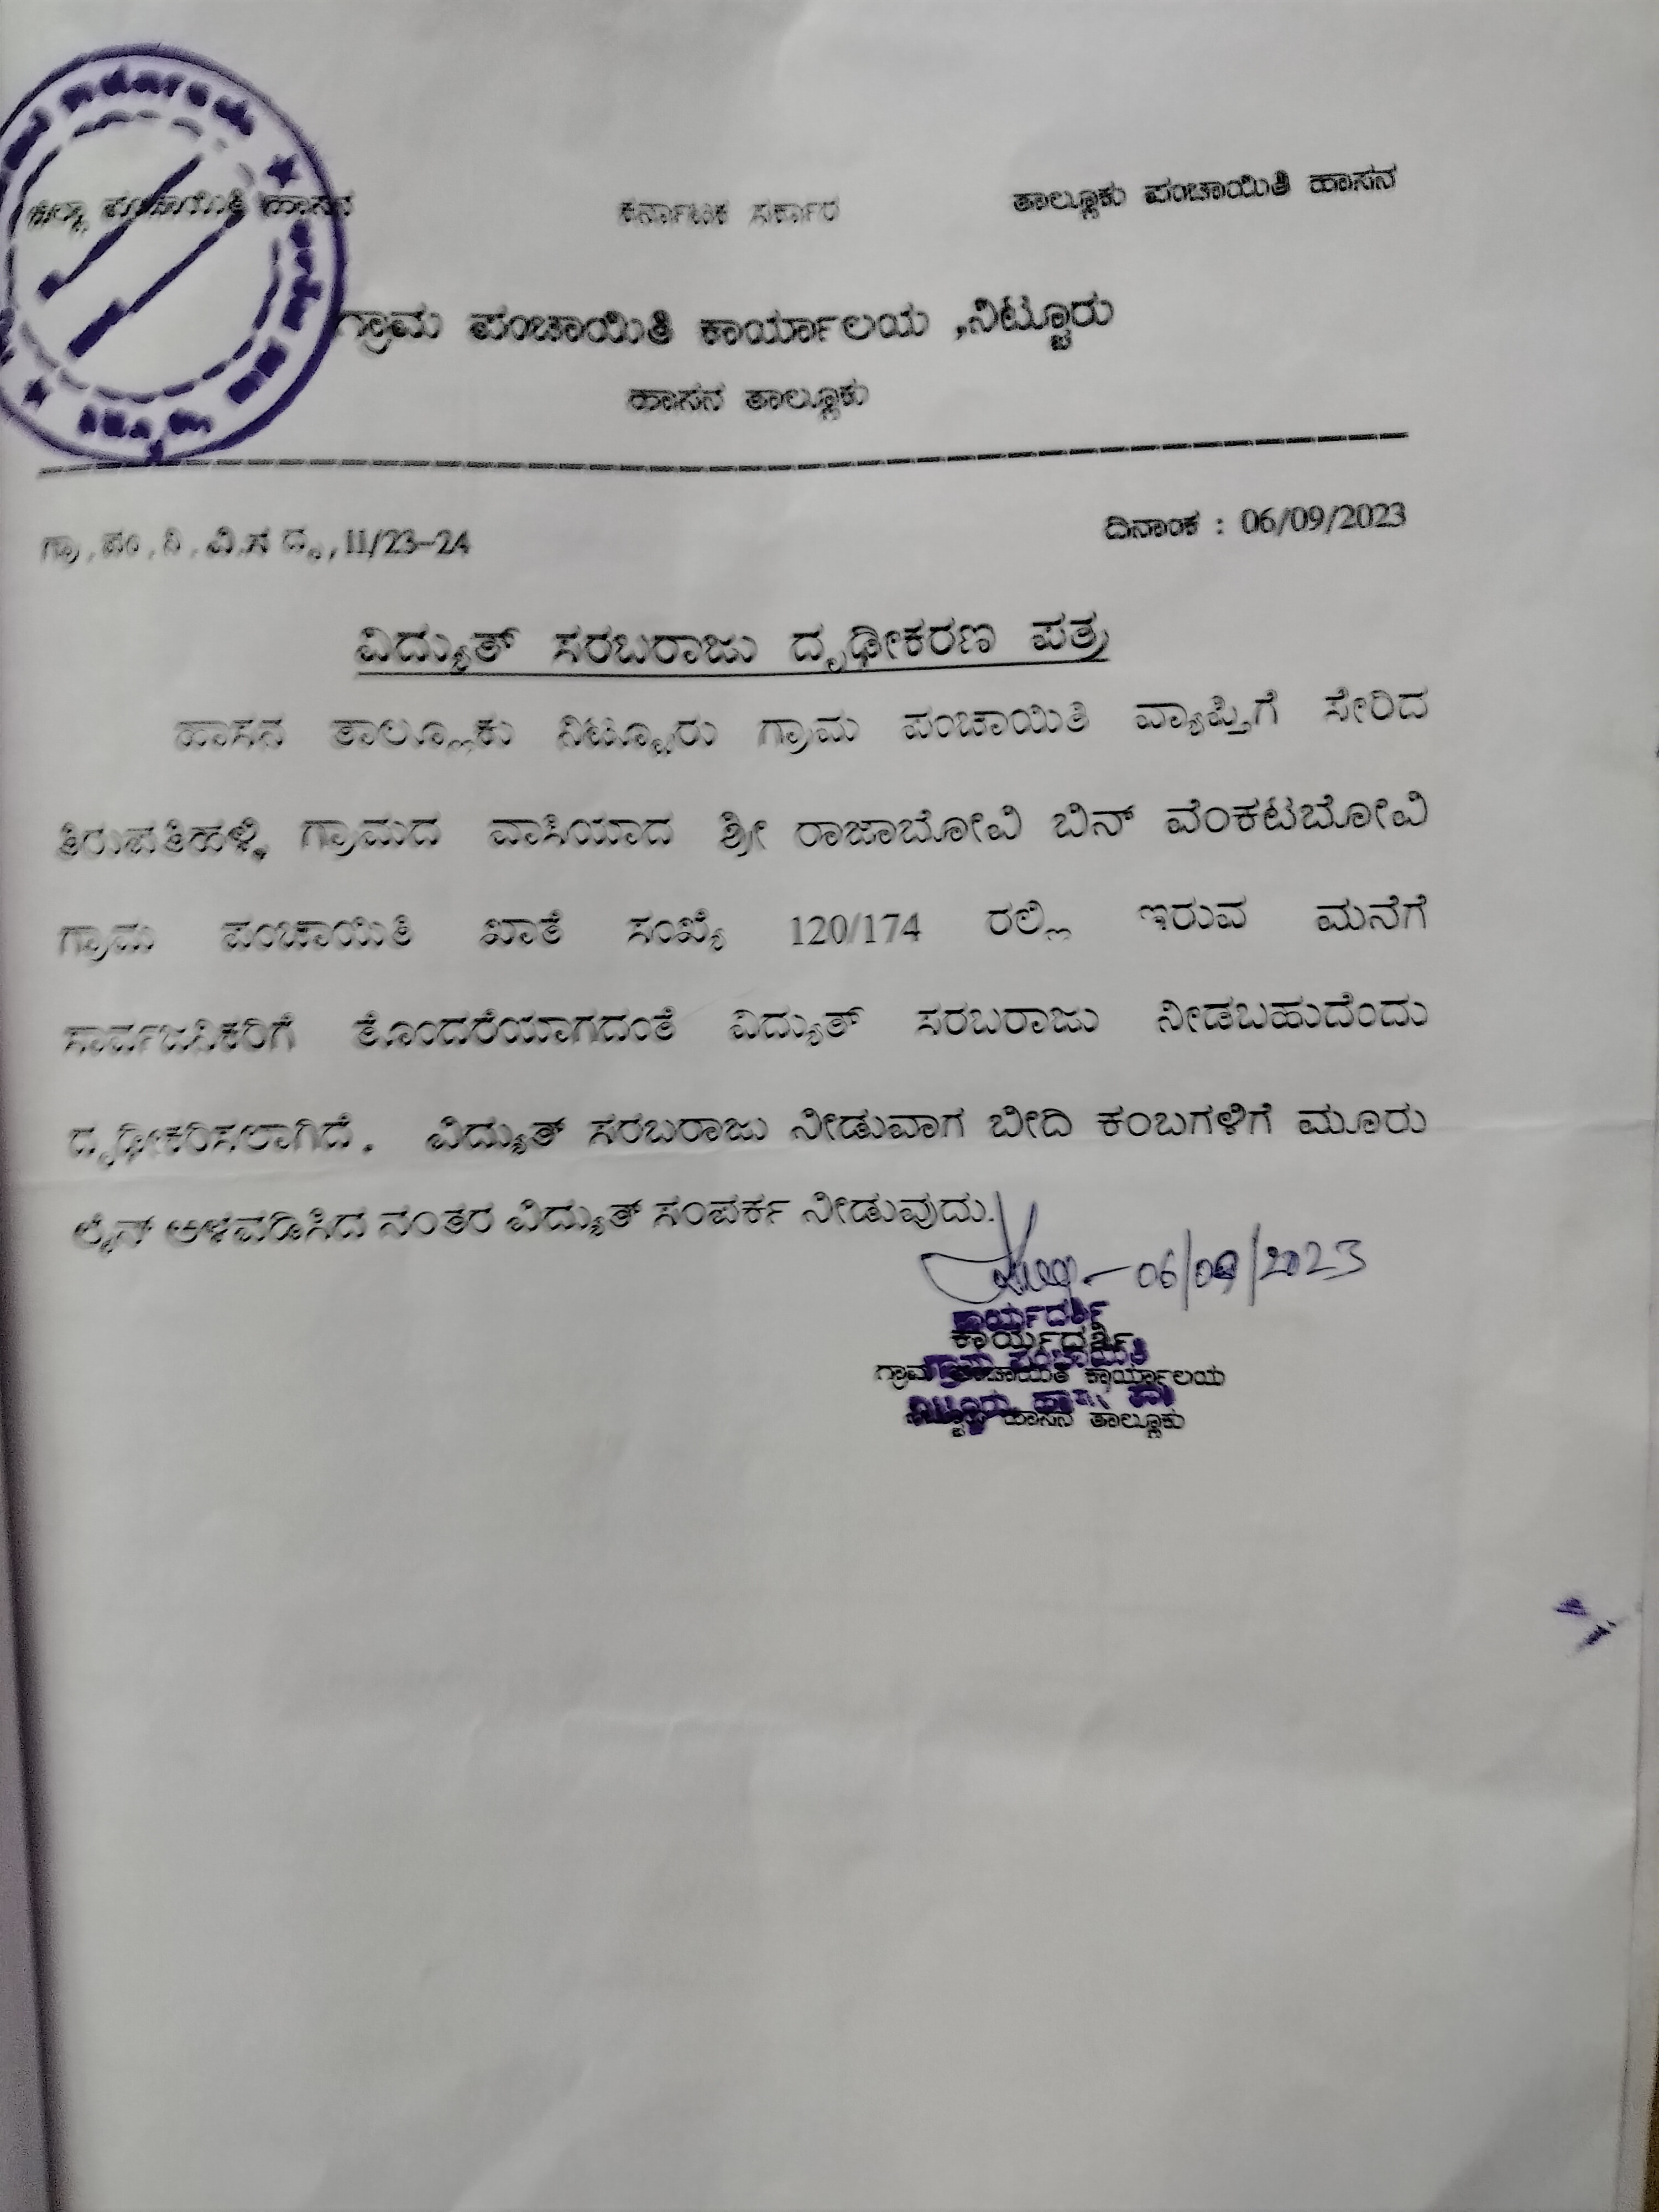 ಜಿಲ್ಲಾ ಪಂಚಾಯಿತಿ ಹಾಸನ ಕರ್ನಾಟಕ ಸರ್ಕಾರ ತಾಲ್ಲೂಕು ಪಂಚಾಯಿತಿ ಹಾಸನ
ಗ್ರಾಮ ಪಂಚಾಯಿತಿ ಕಾರ್ಯಾಲಯ ,ನಿಟ್ಟೂರು
ಹಾಸನ ತಾಲ್ಲೂಕು
ಗ್ರಾ.ಪಂ.ನಿ.ವಿ.ಸ ದೃ,11/23-24 ದಿನಾಂಕ : 06/09/2023
ವಿದ್ಯುತ್ ಸರಬರಾಜು ದೃಢೀಕರಣ ಪತ್ರ
ಹಾಸನ ತಾಲ್ಲೂಕು ನಿಟ್ಟೂರು ಗ್ರಾಮ ಪಂಚಾಯಿತಿ ವ್ಯಾಪ್ತಿಗೆ ಸೇರಿದ
ತಿರುಪತಿಹಳ್ಳಿ ಗ್ರಾಮದ ವಾಸಿಯಾದ ಶ್ರೀ ರಾಜಾಬೋವಿ ಬಿನ್ ವೆಂಕಟಬೋವಿ
ಗ್ರಾಮ ಪಂಚಾಯಿತಿ ಖಾತೆ ಸಂಖ್ಯೆ 120/174 ರಲ್ಲಿ ಇರುವ ಮನೆಗೆ
ಸಾರ್ವಜನಿಕರಿಗೆ ತೊಂದರೆಯಾಗದಂತೆ ವಿದ್ಯುತ್ ಸರಬರಾಜು ನೀಡಬಹುದೆಂದು
ದೃಢೀಕರಿಸಲಾಗಿದೆ. ವಿದ್ಯುತ್ ಸರಬರಾಜು ನೀಡುವಾಗ ಬೀದಿ ಕಂಬಗಳಿಗೆ ಮೂರು
ಲೈನ್ ಅಳವಡಿಸಿದ ನಂತರ ವಿದ್ಯುತ್ ಸಂಪರ್ಕ ನೀಡುವುದು.
06/09/2023
ಕಾರ್ಯದರ್ಶಿ
ಕಾರ್ಯದರ್ಶಿ
ಗ್ರಾಮ ಪಂಚಾಯಿತಿ
ಗ್ರಾಮ ಪಂಚಾಯಿತಿ ಕಾರ್ಯಾಲಯ
ನಿಟ್ಟೂರು ಹಾಸನ ತಾಲ್ಲೂಕು